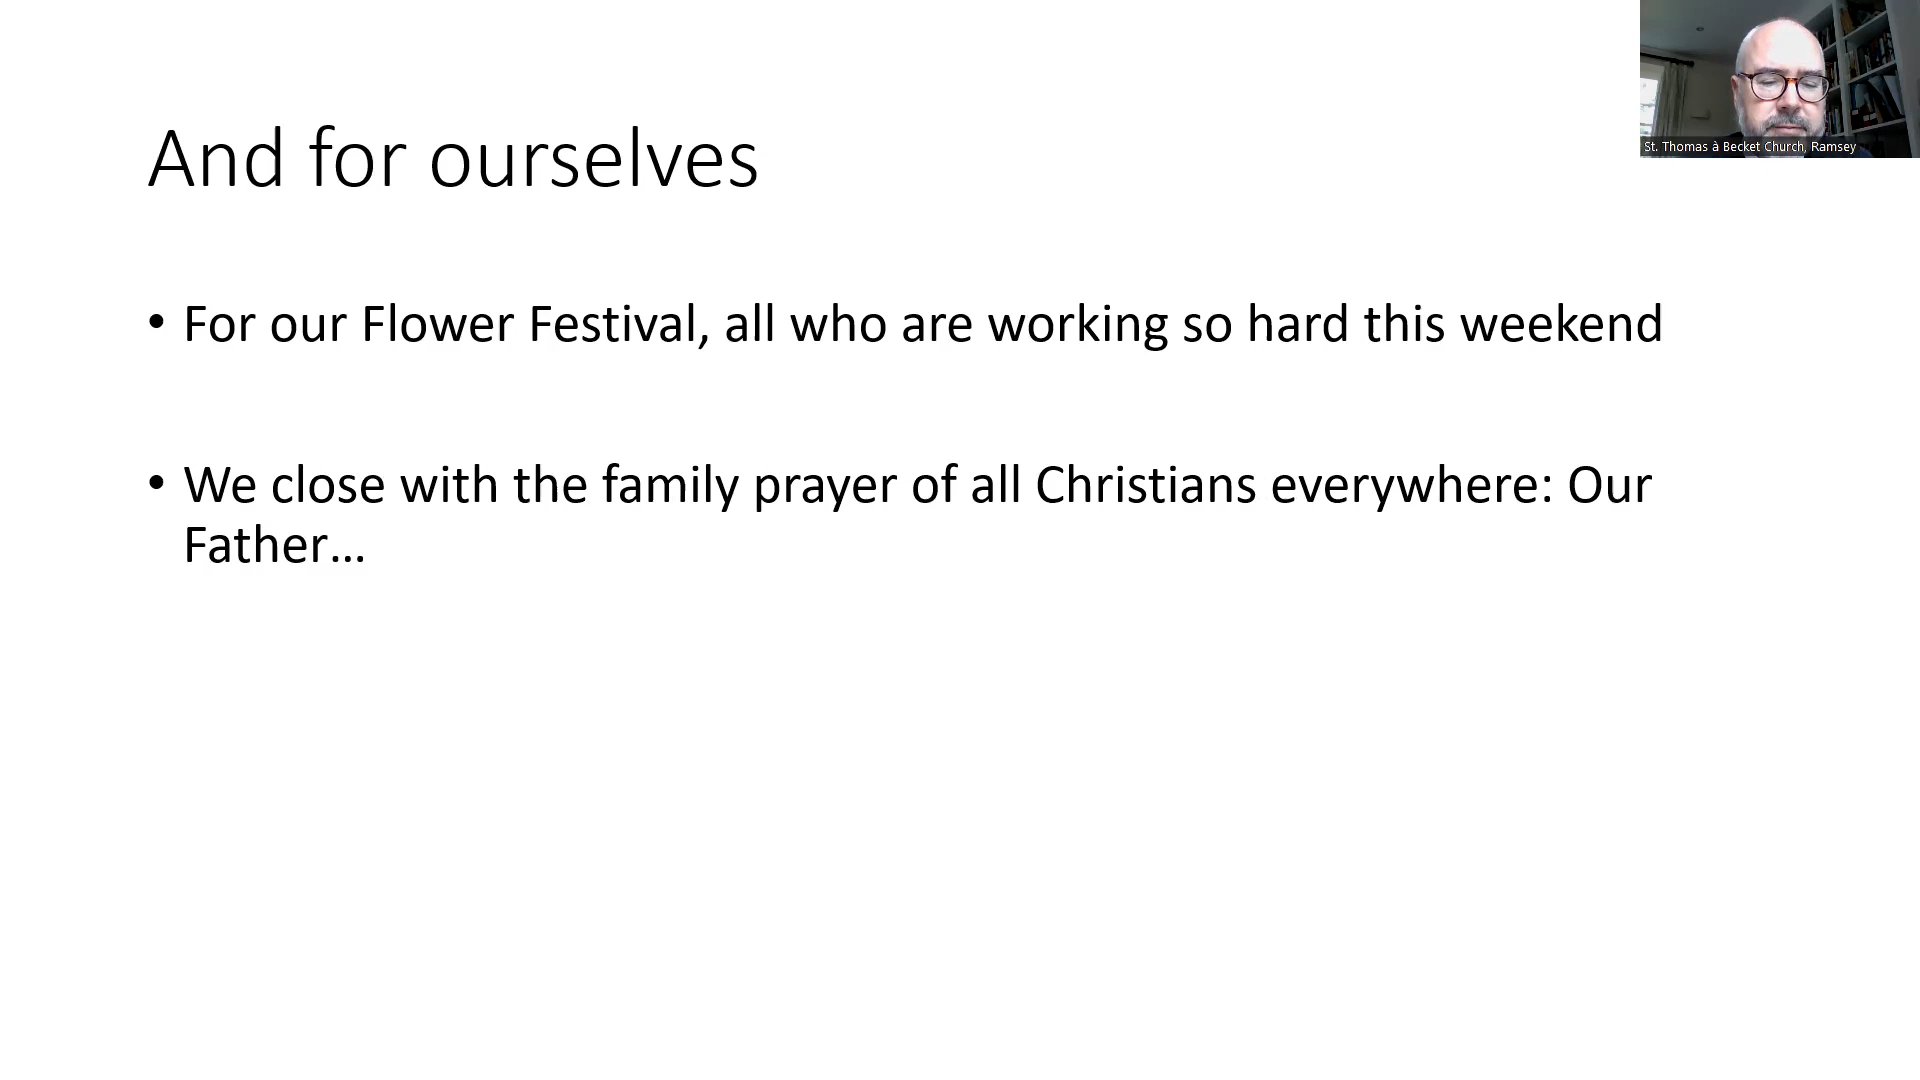 And for ourselves
St. Thomas à Becket Church, Ramsey
• For our Flower Festival, all who are working so hard this weekend
• We close with the family prayer of all Christians everywhere: Our
Father...